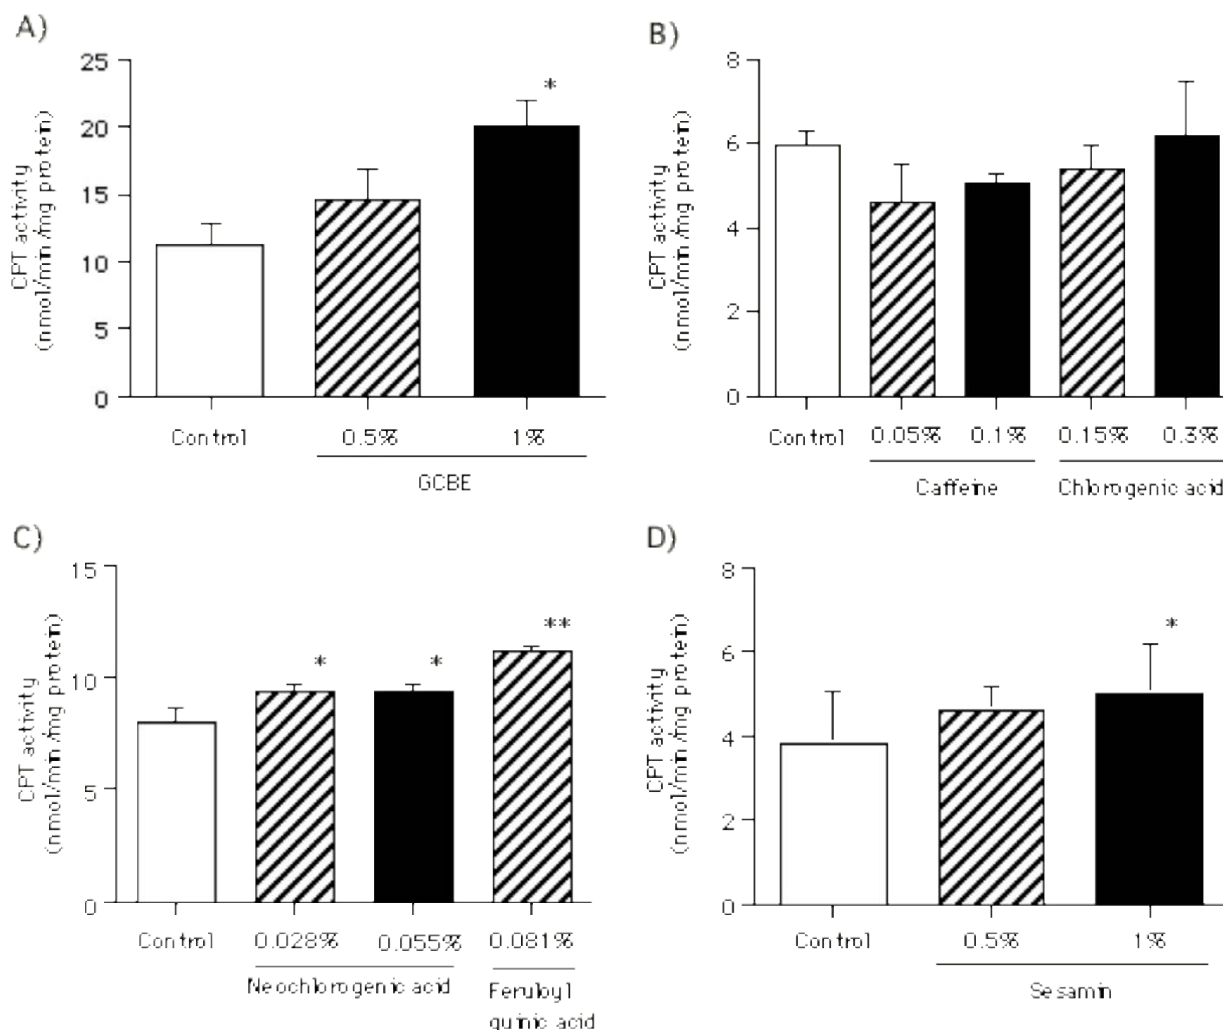 A)
CPT activity
(nmol/min/mg protein)
25
20
15
10
5
0
*
Control
0.5%
1%
GCBE
B)
CPT activity
(nmol/min/mg protein)
8
6
4
2
0
Control
0.05%
0.1%
0.15%
0.3%
Caffeine
Chlorogenic acid
C)
CPT activity
(nmol/min/mg protein)
15
10
5
0
*
*
**
Control
0.028%
0.055%
0.081%
Neochlorogenic acid
Feruloyl
quinic acid
D)
CPT activity
(nmol/min/mg protein)
8
6
4
2
0
*
Control
0.5%
1%
Sesamin